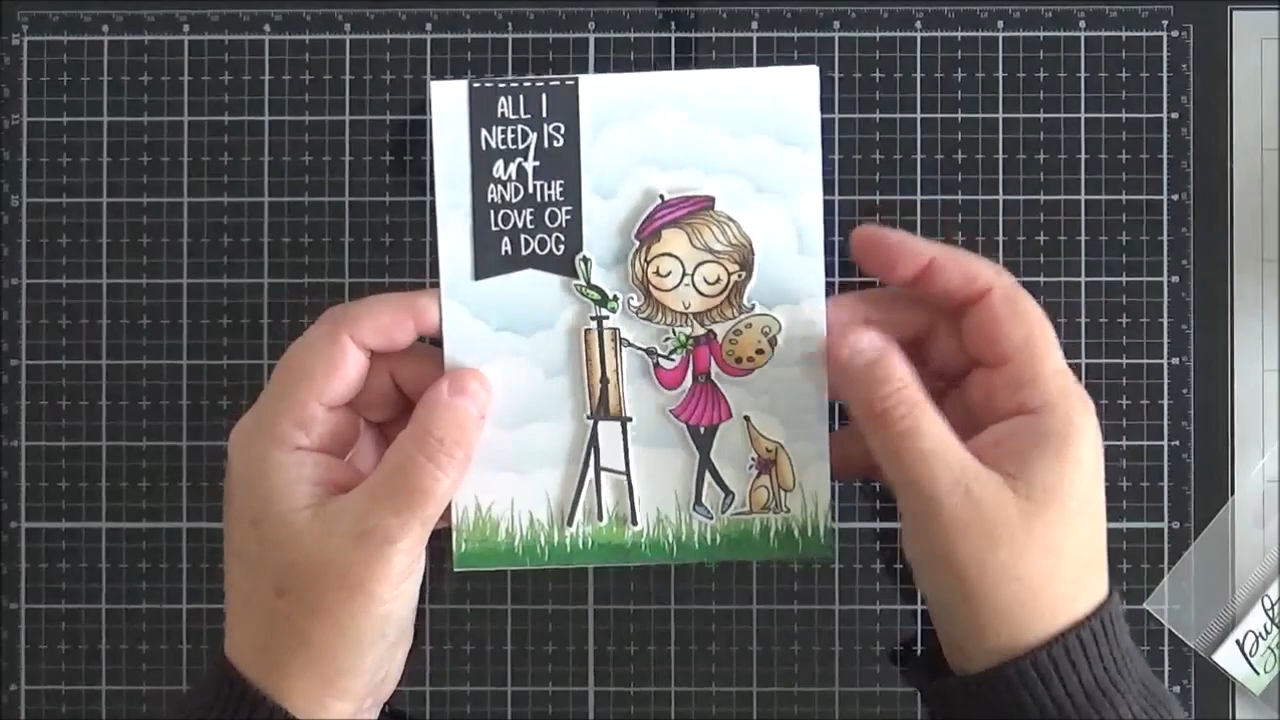 ALL I
NEED IS
art
AND THE
LOVE OF
A DOG